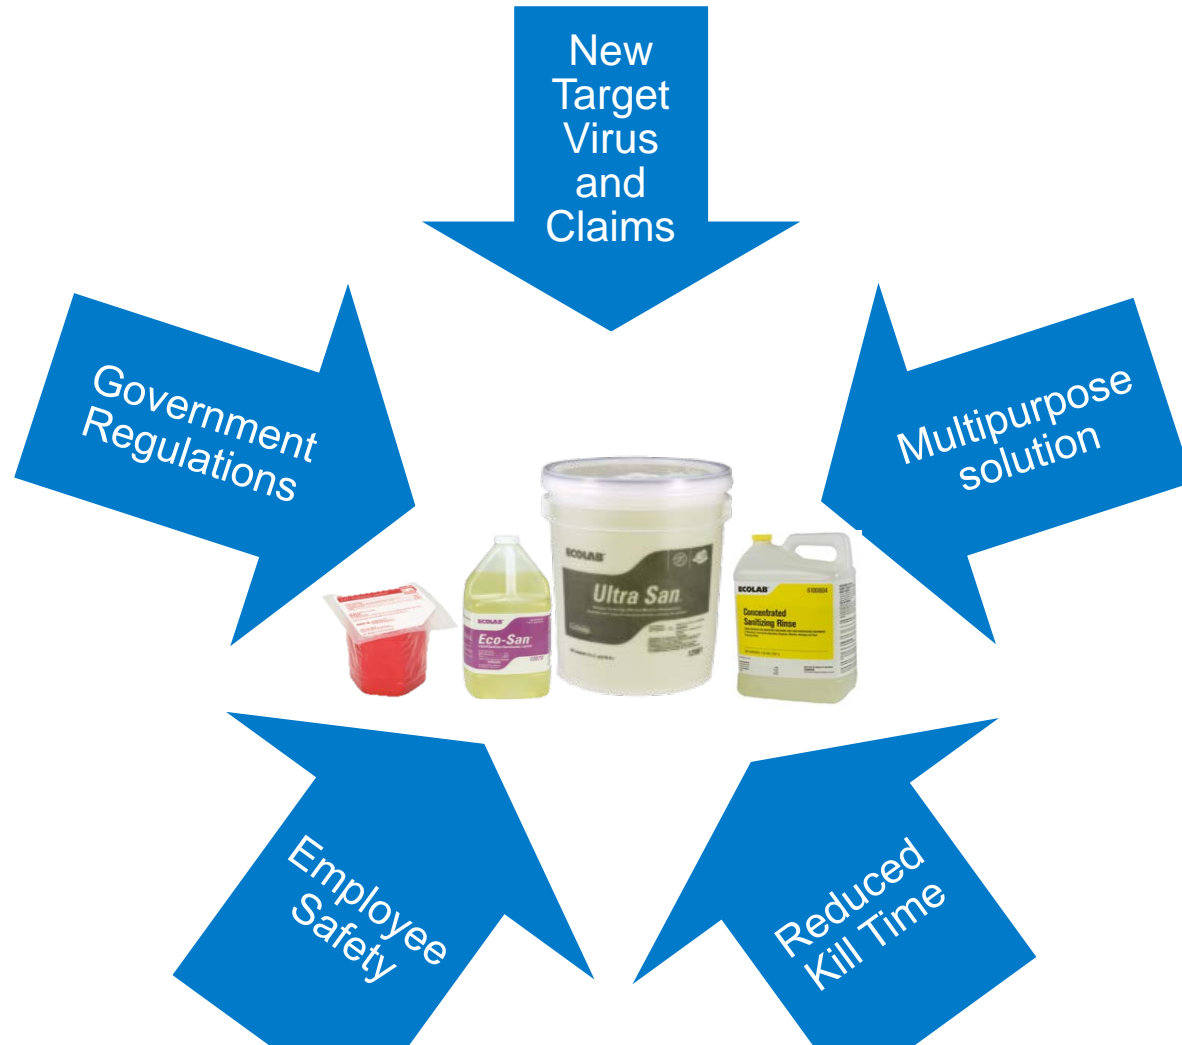 New
Target
Virus
and
Claims
Government
Regulations
Multipurpose
solution
ECOLAB
Ultra San
ECOLAB
Eco-San
ECOLAB
6100804
Concentrated
Sanitizing Rinse
Employee
Safety
Reduced
Kill Time